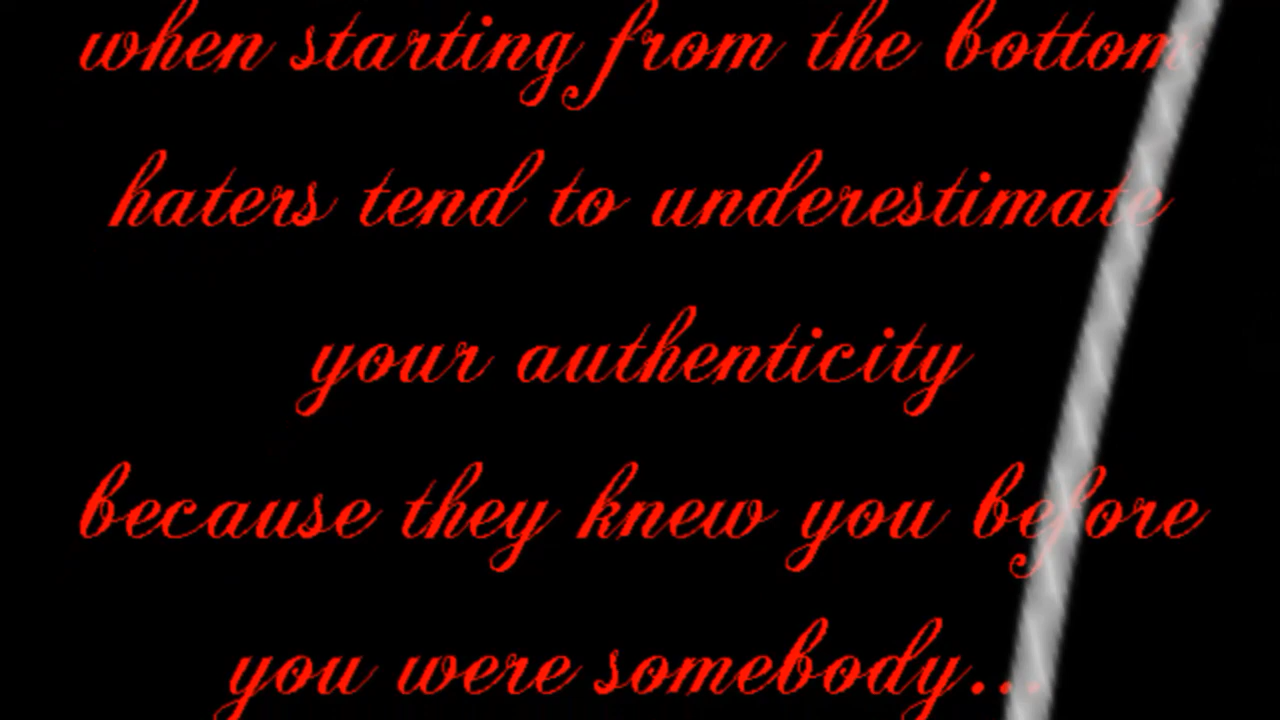 when starting from the bottom
haters tend to underestimate
your authenticity
because they knew you before
you were somebody...